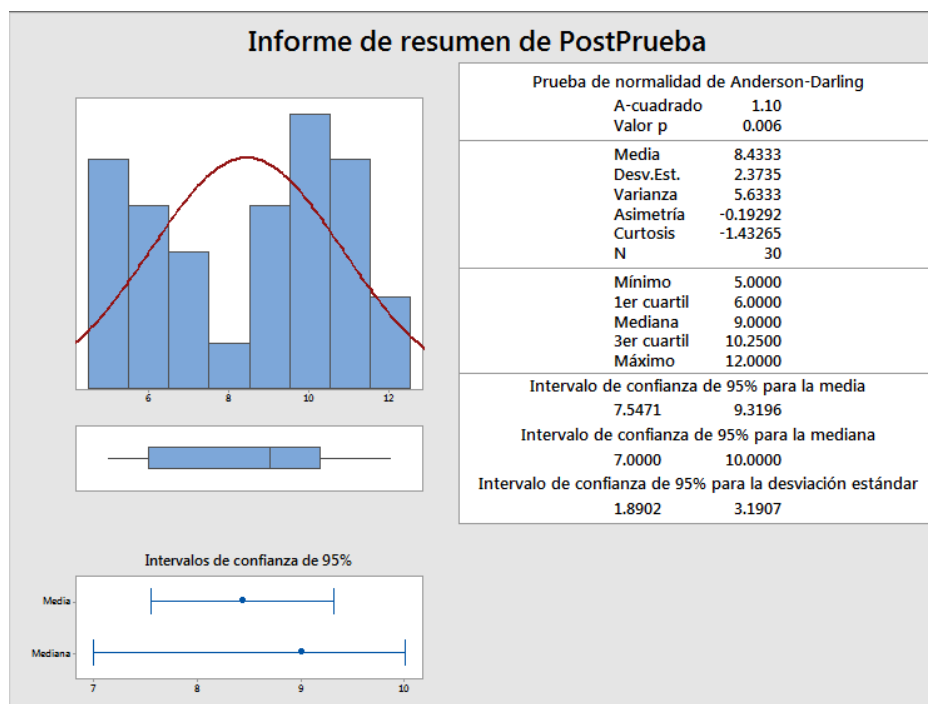 Informe de resumen de PostPrueba
6 8 10 12
Intervalos de confianza de 95%
Media
Mediana
7 8 9 10
Prueba de normalidad de Anderson-Darling
A-cuadrado 1.10
Valor p 0.006
Media 8.4333
Desv.Est. 2.3735
Varianza 5.6333
Asimetría -0.19292
Curtosis -1.43265
N 30
Mínimo 5.0000
1er cuartil 6.0000
Mediana 9.0000
3er cuartil 10.2500
Máximo 12.0000
Intervalo de confianza de 95% para la media
7.5471 9.3196
Intervalo de confianza de 95% para la mediana
7.0000 10.0000
Intervalo de confianza de 95% para la desviación estándar
1.8902 3.1907